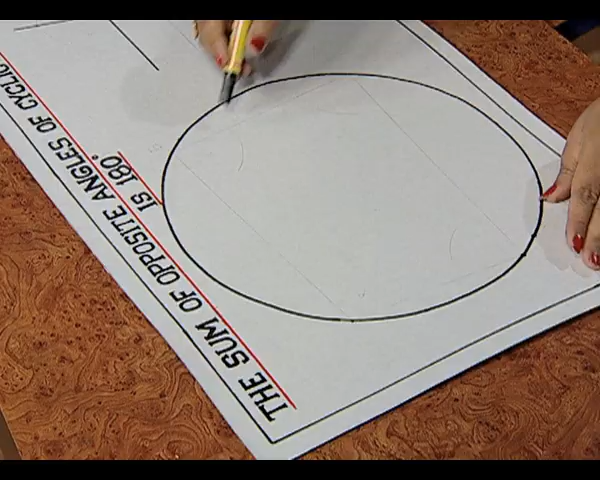 THE SUM OF OPPOSITE ANGLES OF CYCLIC
IS 180°